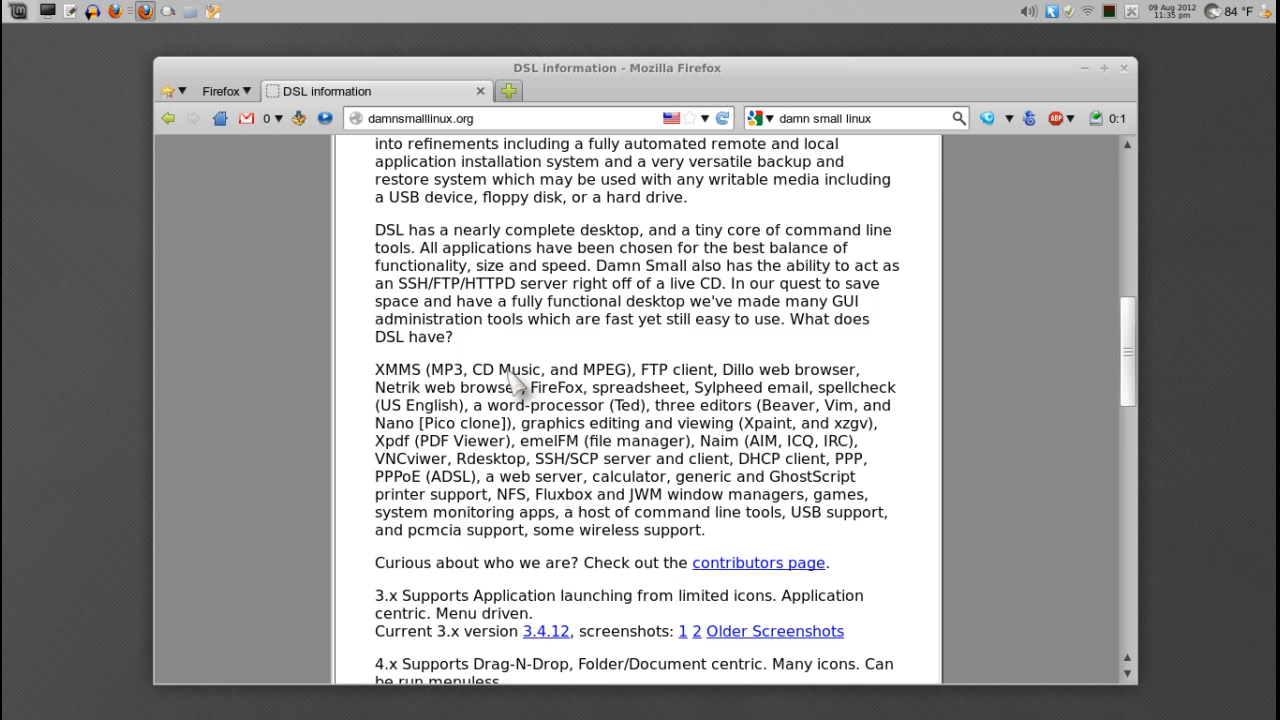 09 Aug 2012
11:35 pm
84 °F
DSL information - Mozilla Firefox
Firefox
DSL information
0
damnsmalllinux.org
damn small linux
ABP
0:1
into refinements including a fully automated remote and local
application installation system and a very versatile backup and
restore system which may be used with any writable media including
a USB device, floppy disk, or a hard drive.
DSL has a nearly complete desktop, and a tiny core of command line
tools. All applications have been chosen for the best balance of
functionality, size and speed. Damn Small also has the ability to act as
an SSH/FTP/HTTPD server right off of a live CD. In our quest to save
space and have a fully functional desktop we've made many GUI
administration tools which are fast yet still easy to use. What does
DSL have?
XMMS (MP3, CD Music, and MPEG), FTP client, Dillo web browser,
Netrik web browser, FireFox, spreadsheet, Sylpheed email, spellcheck
(US English), a word-processor (Ted), three editors (Beaver, Vim, and
Nano [Pico clone]), graphics editing and viewing (Xpaint, and xzgv),
Xpdf (PDF Viewer), emelFM (file manager), Naim (AIM, ICQ, IRC),
VNCviwer, Rdesktop, SSH/SCP server and client, DHCP client, PPP,
PPPoE (ADSL), a web server, calculator, generic and GhostScript
printer support, NFS, Fluxbox and JWM window managers, games,
system monitoring apps, a host of command line tools, USB support,
and pcmcia support, some wireless support.
Curious about who we are? Check out the contributors page.
3.x Supports Application launching from limited icons. Application
centric. Menu driven.
Current 3.x version 3.4.12, screenshots: 1 2 Older Screenshots
4.x Supports Drag-N-Drop, Folder/Document centric. Many icons. Can
be run menuless.